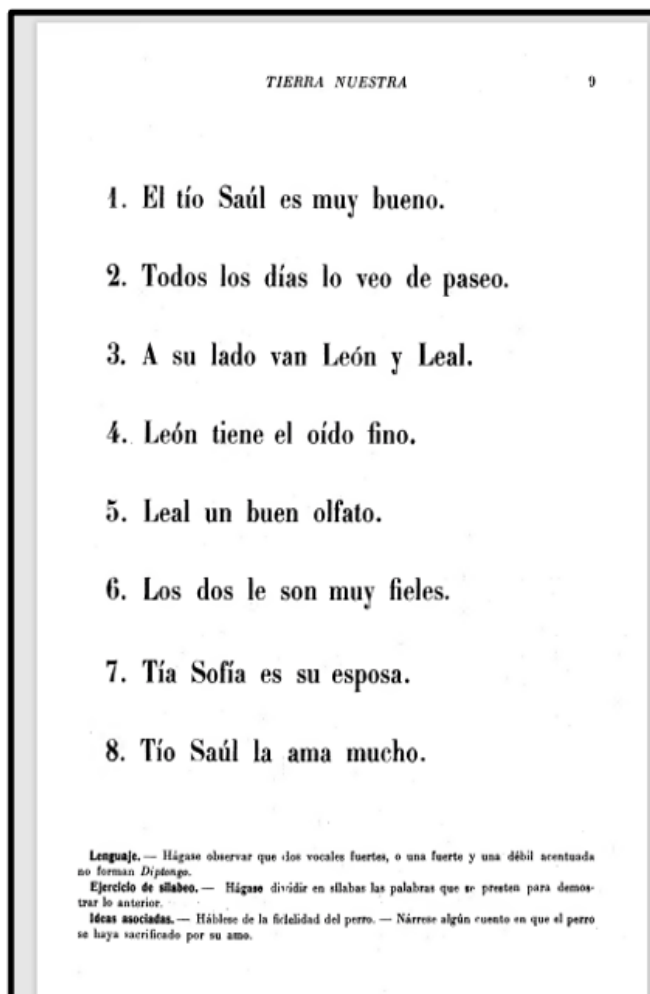 TIERRA NUESTRA 9
1. El tío Saúl es muy bueno.
2. Todos los días lo veo de paseo.
3. A su lado van León y Leal.
4. León tiene el oído fino.
5. Leal un buen olfato.
6. Los dos le son muy fieles.
7. Tía Sofía es su esposa.
8. Tío Saúl la ama mucho.
Lenguaje. — Hágase observar que dos vocales fuertes, o una fuerte y una débil acentuada
no forman Diptongo.
Ejercicio de silabeo. — Hágase dividir en sílabas las palabras que se presten para demos-
trar lo anterior.
Ideas asociadas. — Háblese de la fidelidad del perro. — Nárrese algún cuento en que el perro
se haya sacrificado por su amo.